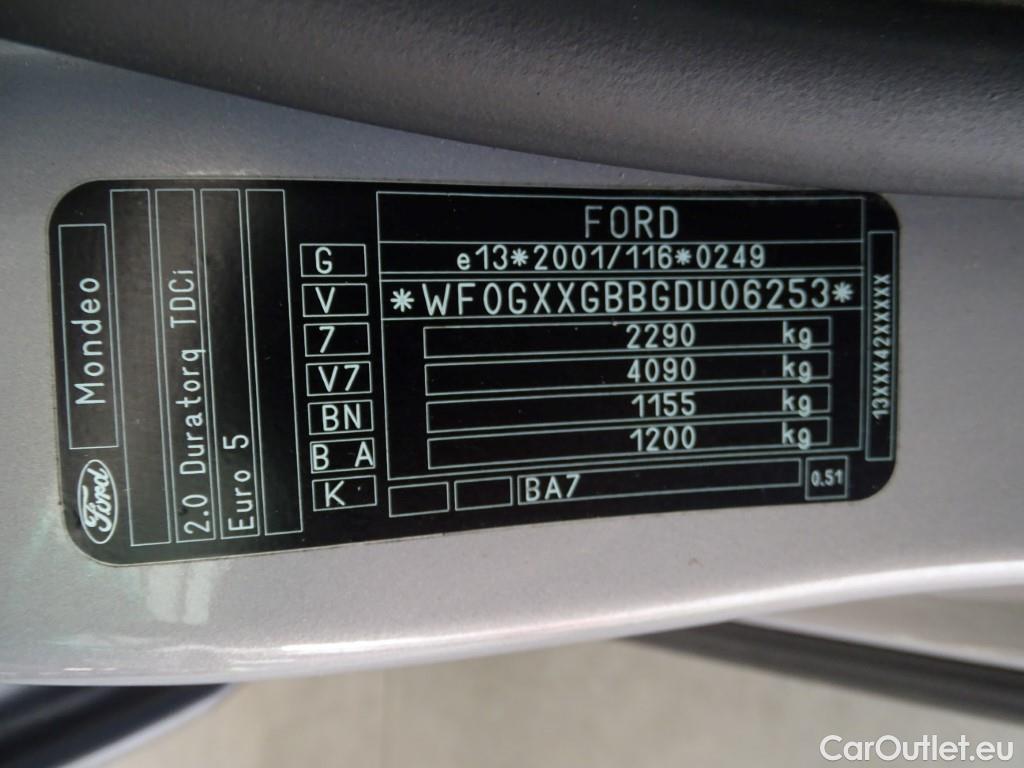 FORD
e13*2001/116*0249
*WF0GXXGBBGDU06253*
2290 kg
4090 kg
1155 kg
1200 kg
BA7
0.51
13XXX42XXXXX
G
V
7
V7
BN
B A
K
Ford
Mondeo
2.0 Duratorq TDCi
Euro 5
CarOutlet.eu